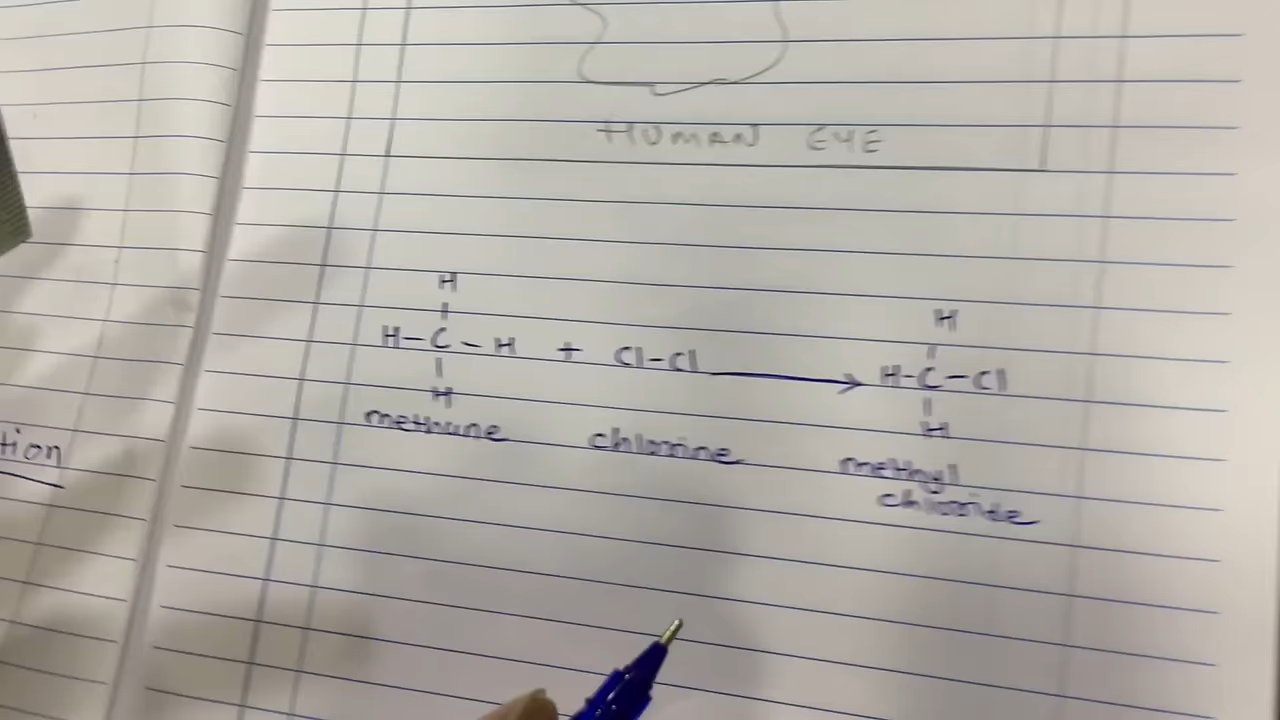 HUMAN EYE
H H
H-C-H + Cl-Cl → H-C-Cl
H H
methane chlorine methyl
chloride
tion